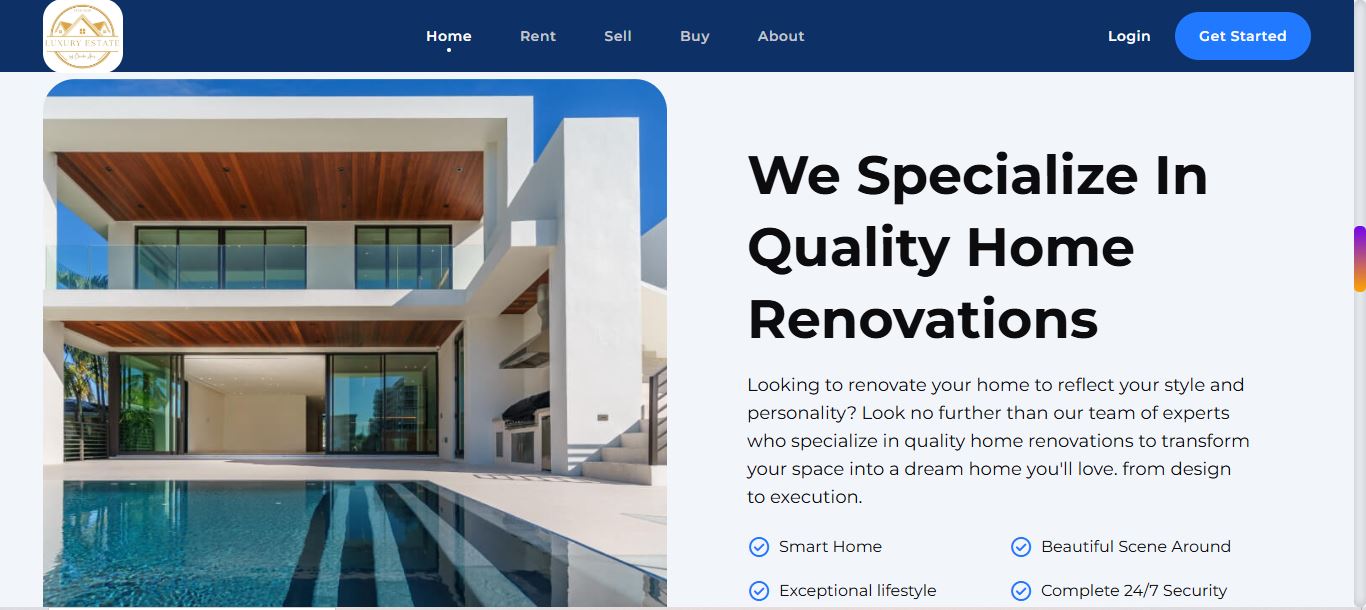 LUXURY ESTATE
Home
Rent
Sell
Buy
About
Login
Get Started
We Specialize In
Quality Home
Renovations
Looking to renovate your home to reflect your style and
personality? Look no further than our team of experts
who specialize in quality home renovations to transform
your space into a dream home you'll love. from design
to execution.
Smart Home
Beautiful Scene Around
Exceptional lifestyle
Complete 24/7 Security